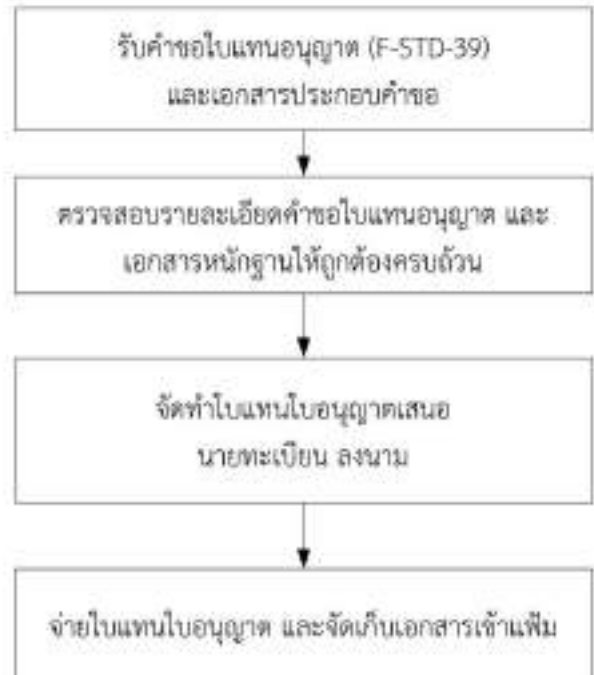 รับคำขอใบแทนอนุญาต (F-STD-39)
และเอกสารประกอบคำขอ
ตรวจสอบรายละเอียดคำขอใบแทนอนุญาต และ
เอกสารหนักฐานให้ถูกต้องครบถ้วน
จัดทำใบแทนใบอนุญาตเสนอ
นายทะเบียน ลงนาม
จ่ายใบแทนใบอนุญาต และจัดเก็บเอกสารเข้าแฟ้ม